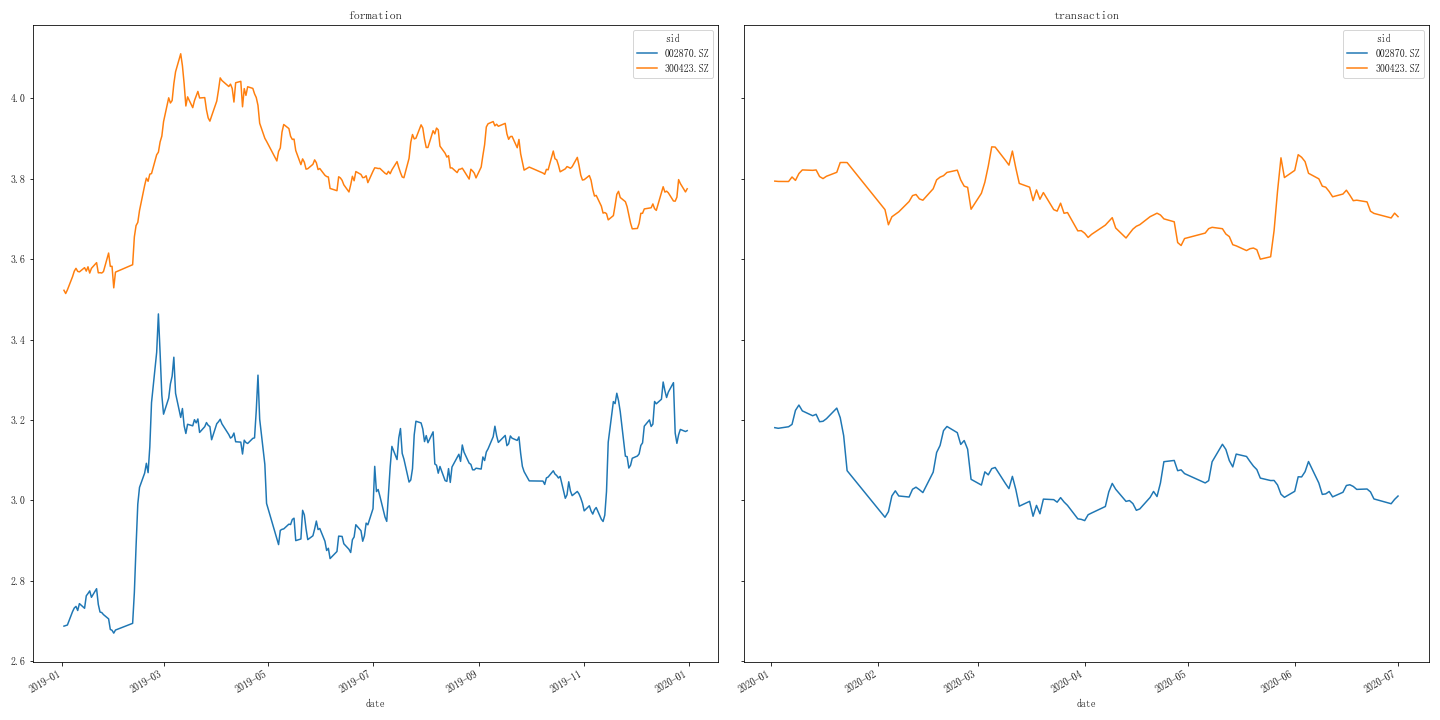 formation
sid
002870.SZ
300423.SZ
4.0
3.8
3.6
3.4
3.2
3.0
2.8
2.6
2019-01
2019-03
2019-05
2019-07
2019-09
2019-11
2020-01
date
transaction
sid
002870.SZ
300423.SZ
2020-01
2020-02
2020-03
2020-04
2020-05
2020-06
2020-07
date